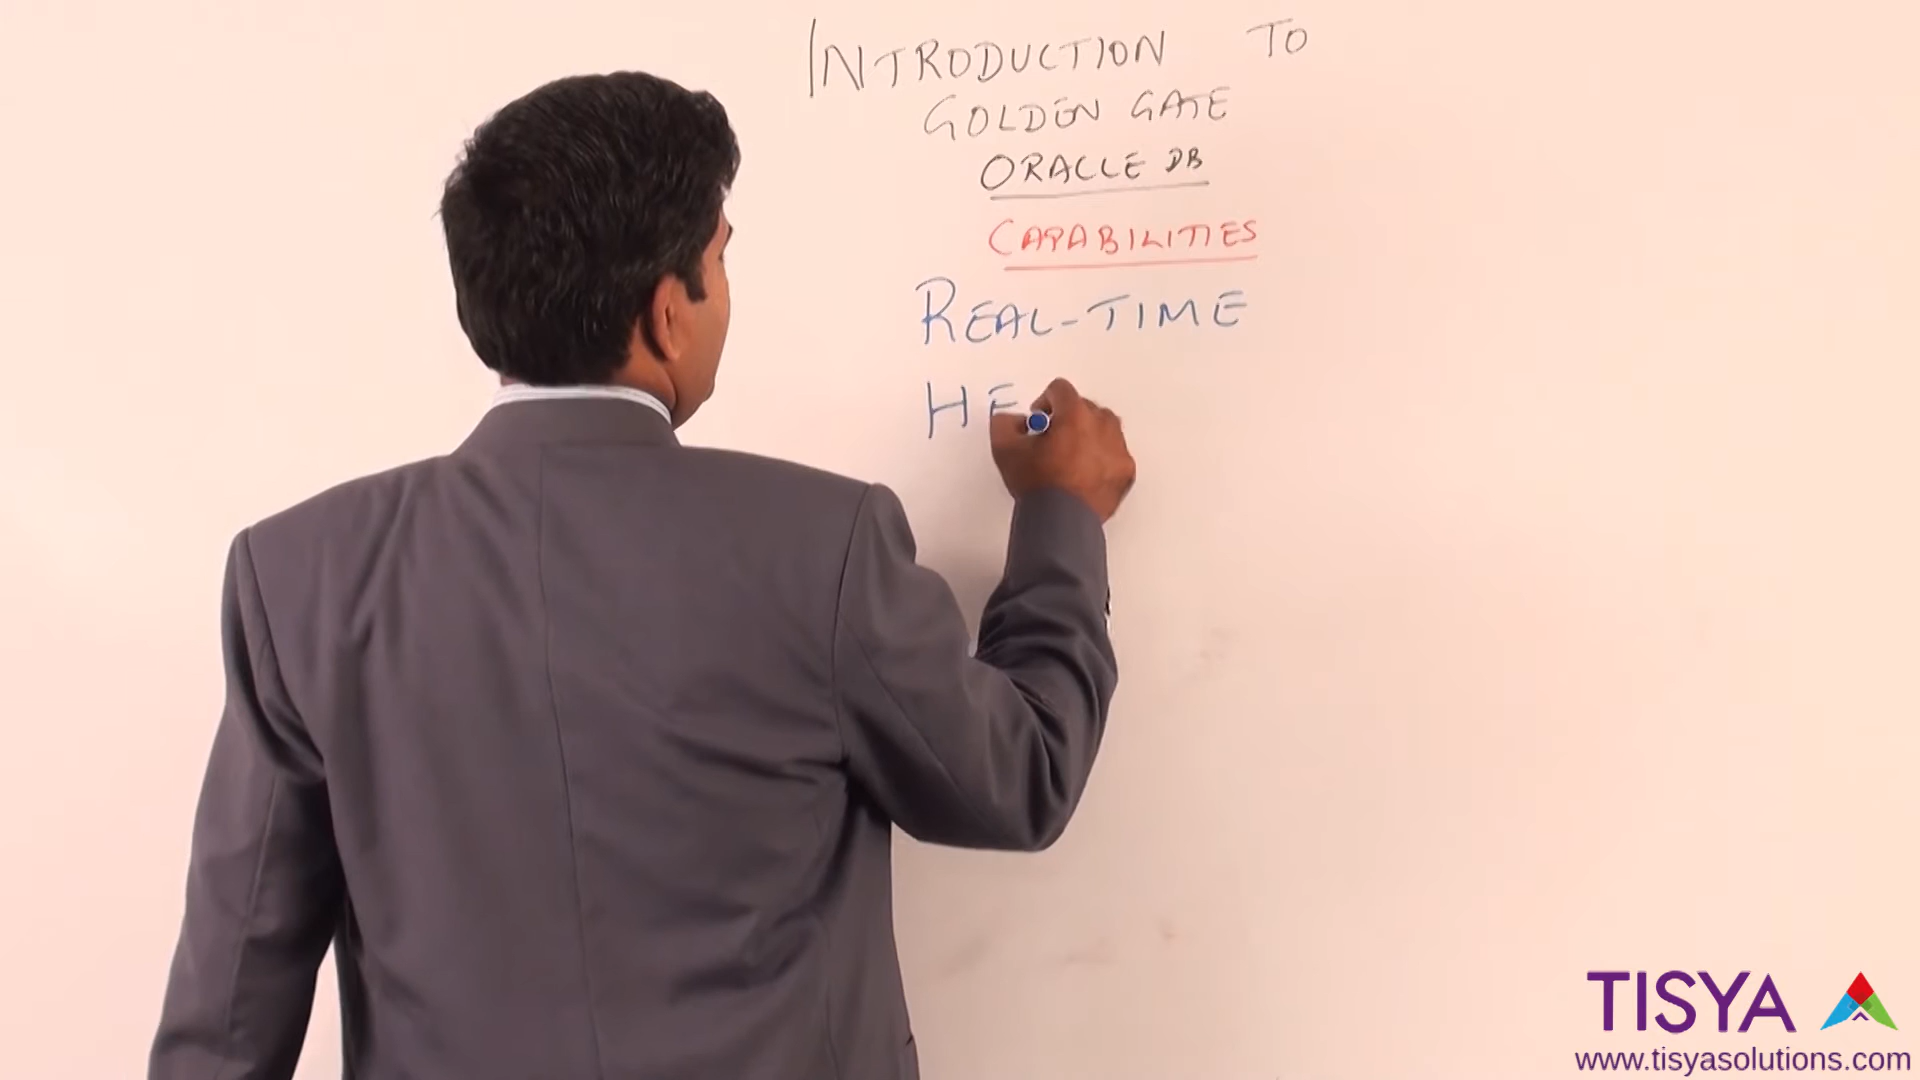 INTRODUCTION TO
GOLDEN GATE
ORACLE DB
CAPABILITIES
REAL-TIME
HE
TISYA
www.tisyasolutions.com